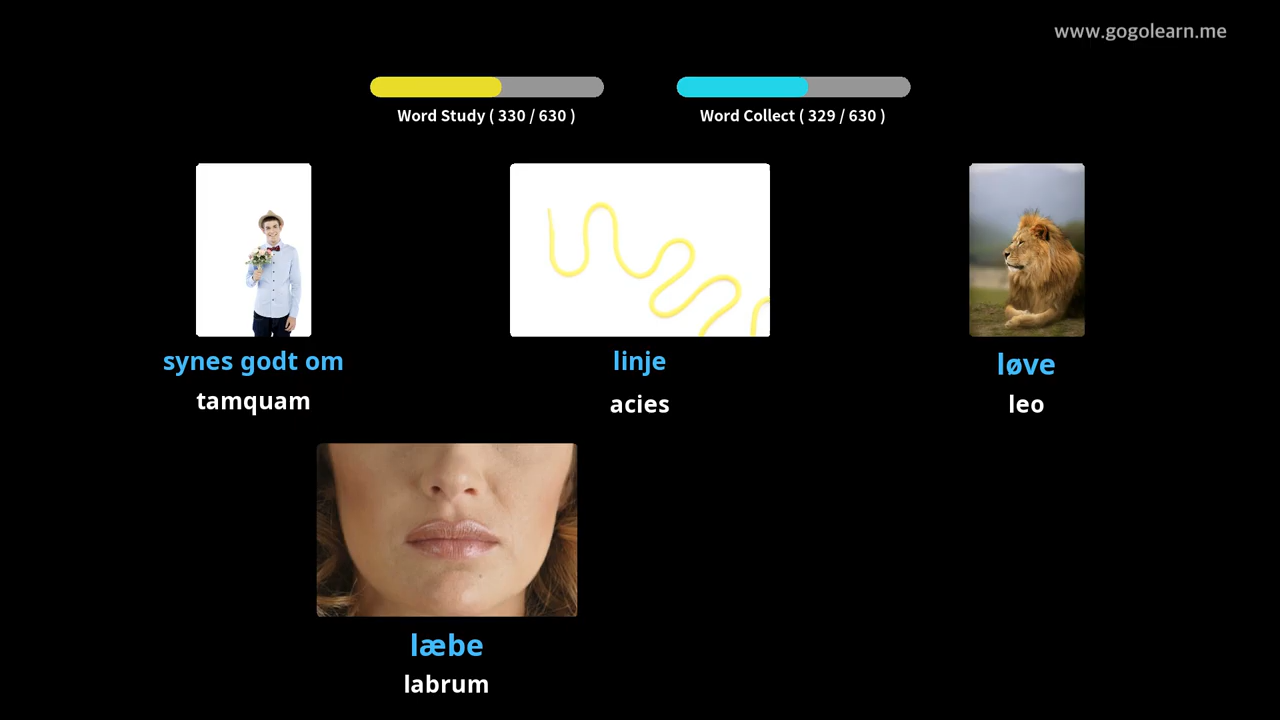 www.gogolearn.me
Word Study ( 330 / 630 )
Word Collect ( 329 / 630 )
synes godt om
tamquam
linje
acies
løve
leo
læbe
labrum